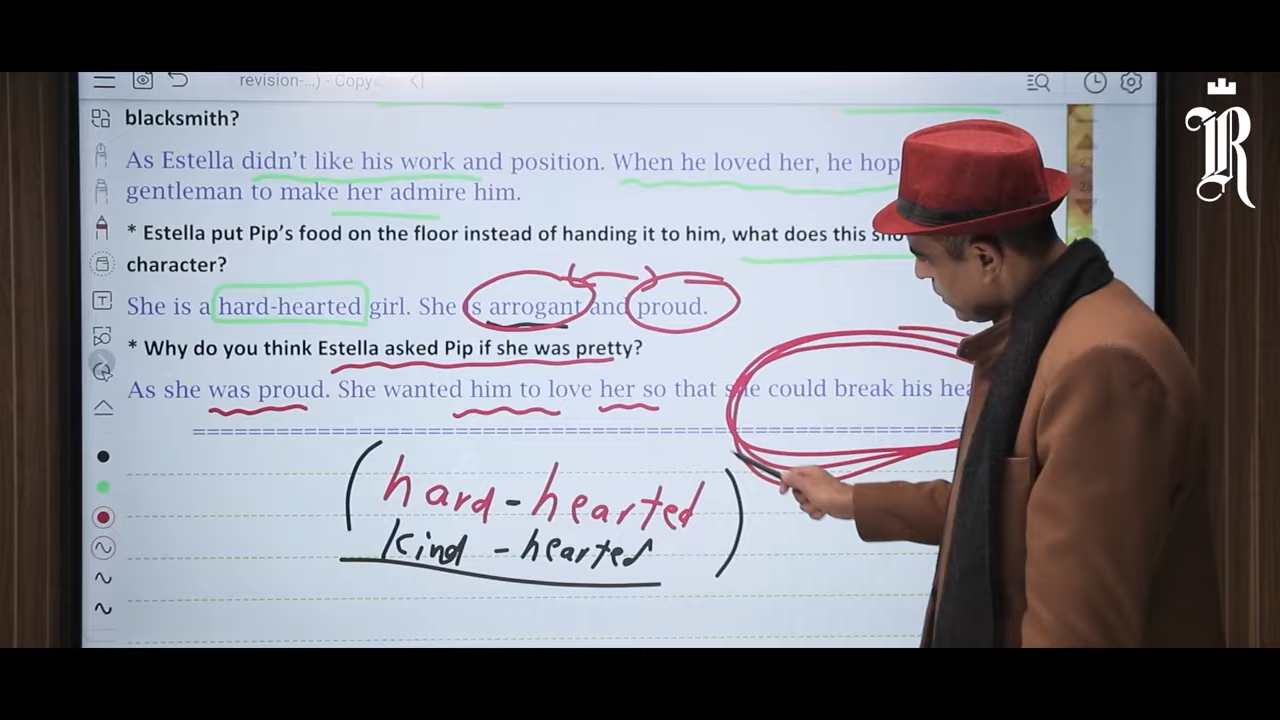 revision-...) - Copy
R
blacksmith?
As Estella didn't like his work and position. When he loved her, he hop
gentleman to make her admire him.
* Estella put Pip's food on the floor instead of handing it to him, what does this sho
character?
She is a hard-hearted girl. She is arrogant and proud.
* Why do you think Estella asked Pip if she was pretty?
As she was proud. She wanted him to love her so that she could break his hea
(hard-hearted
kind-hearted)